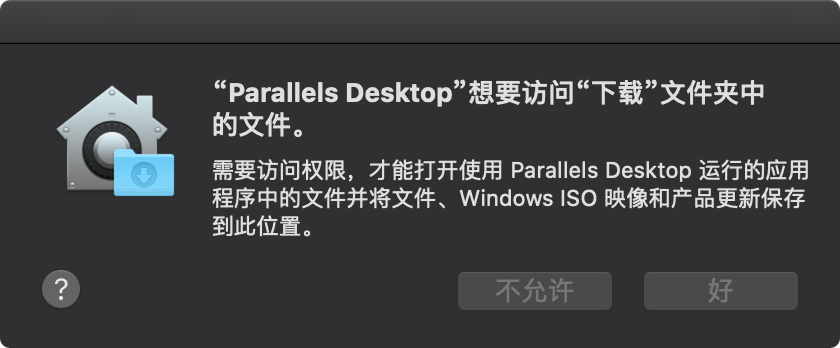 “Parallels Desktop”想要访问“下载”文件夹中
的文件。
需要访问权限，才能打开使用 Parallels Desktop 运行的应用
程序中的文件并将文件、Windows ISO 映像和产品更新保存
到此位置。
?
不允许
好